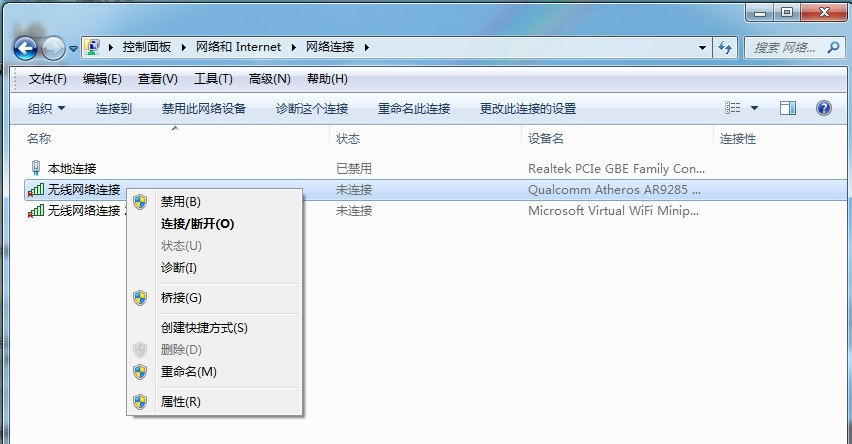 控制面板 网络和 Internet 网络连接 搜索 网络...
文件(F) 编辑(E) 查看(V) 工具(T) 高级(N) 帮助(H)
组织 连接到 禁用此网络设备 诊断这个连接 重命名此连接 更改此连接的设置
名称 状态 设备名 连接性
本地连接 已禁用 Realtek PCIe GBE Family Con...
无线网络连接 未连接 Qualcomm Atheros AR9285 ...
无线网络连接 2 未连接 Microsoft Virtual WiFi Minip...
禁用(B)
连接/断开(O)
状态(U)
诊断(I)
桥接(G)
创建快捷方式(S)
删除(D)
重命名(M)
属性(R)